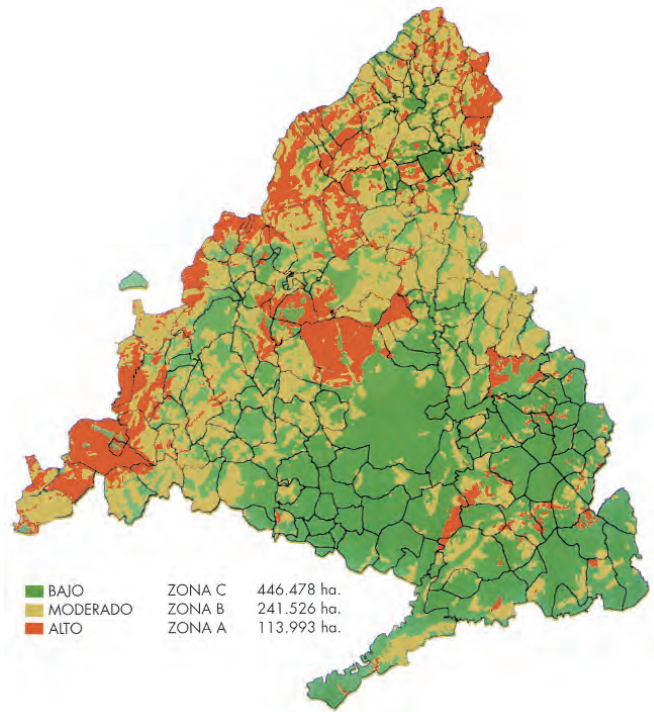 BAJO ZONA C 446.478 ha.
MODERADO ZONA B 241.526 ha.
ALTO ZONA A 113.993 ha.